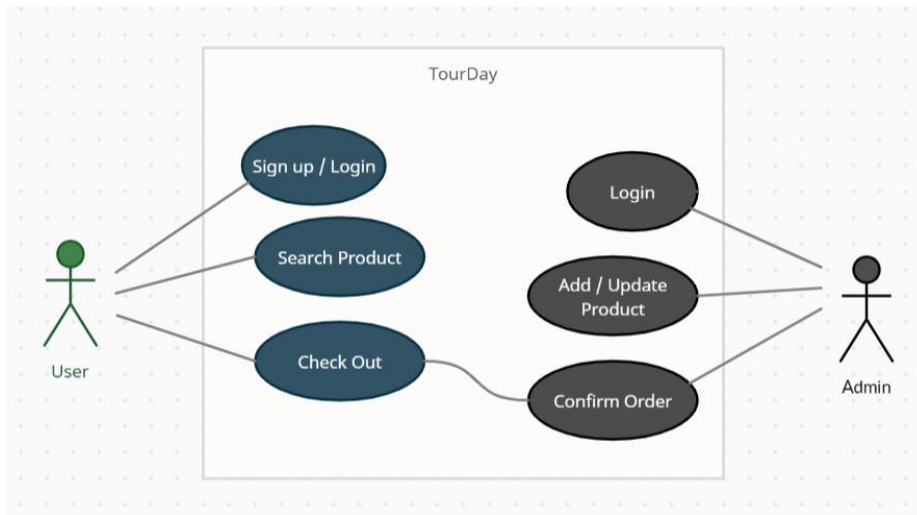 TourDay
Sign up / Login
Search Product
Check Out
User
Login
Add / Update
Product
Confirm Order
Admin